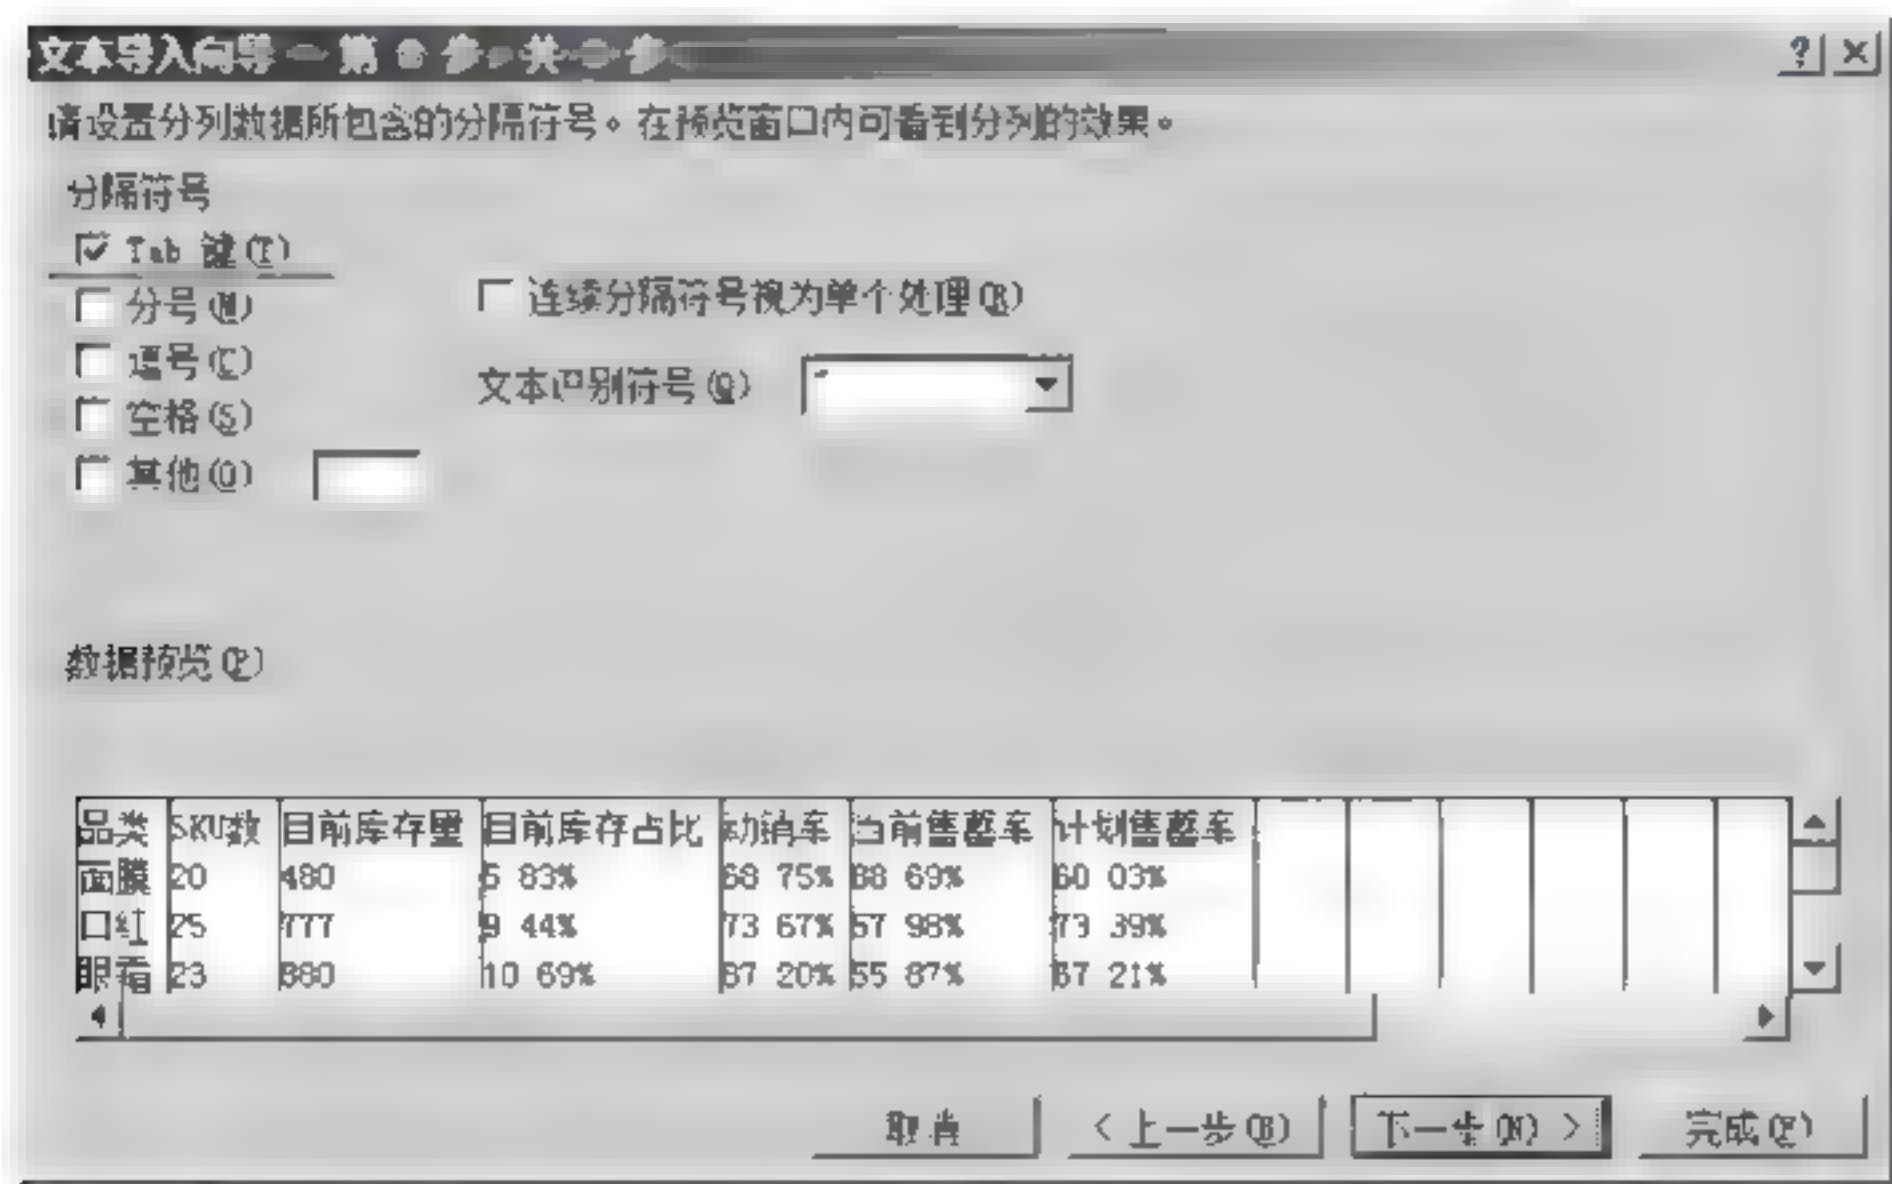 文本导入向导 - 第 步 共 步
请设置分列数据所包含的分隔符号。在预览窗口内可看到分列的效果。
分隔符号
Tab 键(T)
分号(M)
连续分隔符号视为单个处理(R)
逗号(C)
文本识别符号(Q)
空格(S)
其他(O)
数据预览(P)
品类 SKU数 目前库存量 目前库存占比 动销率 当前售罄率 计划售罄率
面膜 20 480 5 83% 68 75% 68 69% 60 03%
口红 25 777 9 44% 73 67% 57 98% 73 39%
眼霜 23 880 10 69% 87 20% 55 87% 67 21%
取消 < 上一步(B) 下一步(N) > 完成(F)